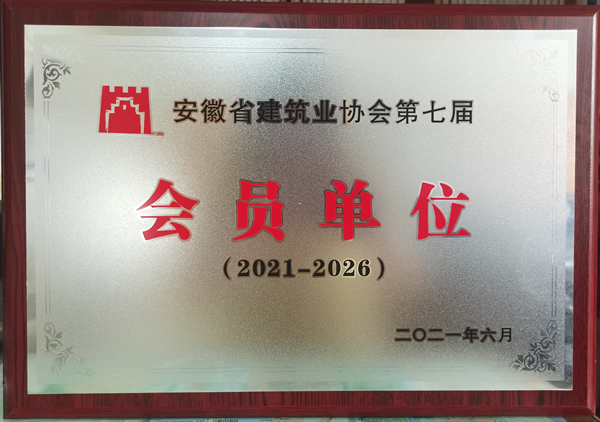 安徽省建筑业协会第七届
会员单位
（2021-2026）
二〇二一年六月